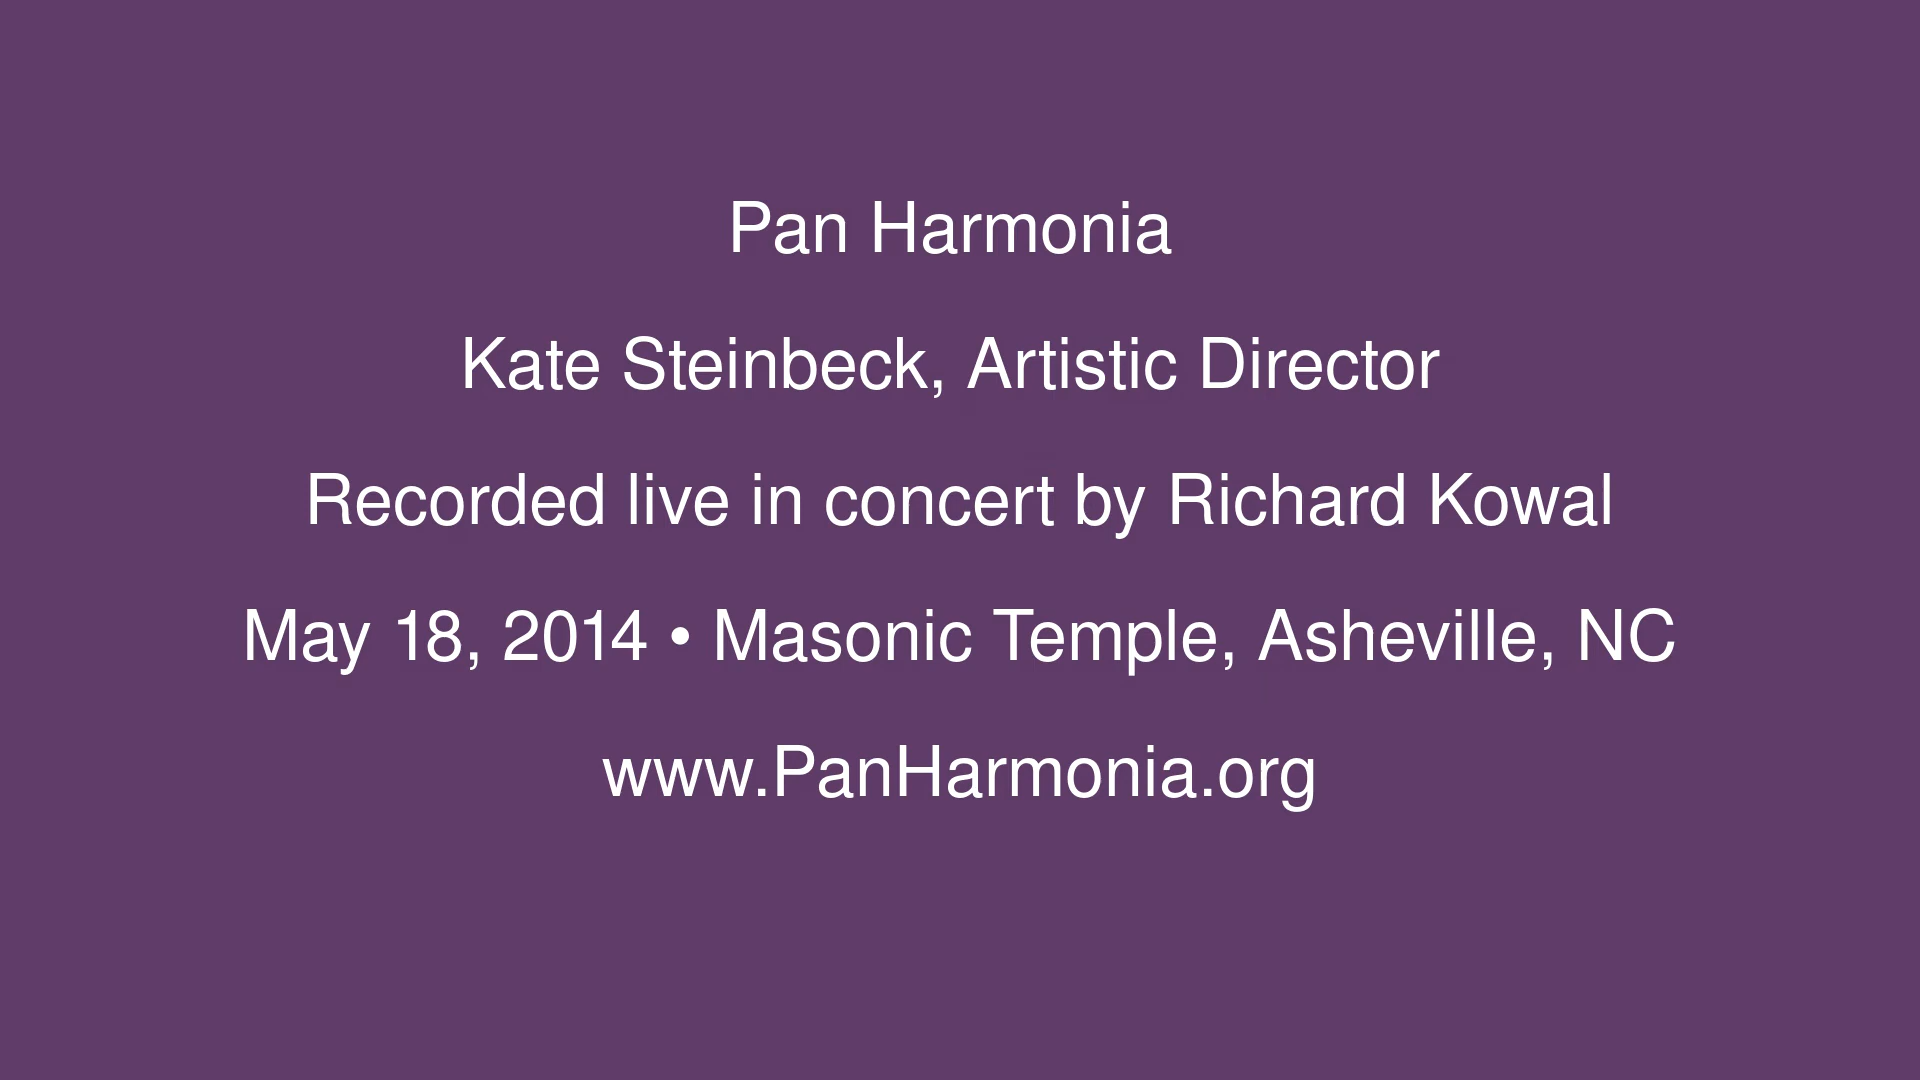 Pan Harmonia
Kate Steinbeck, Artistic Director
Recorded live in concert by Richard Kowal
May 18, 2014 • Masonic Temple, Asheville, NC
www.PanHarmonia.org